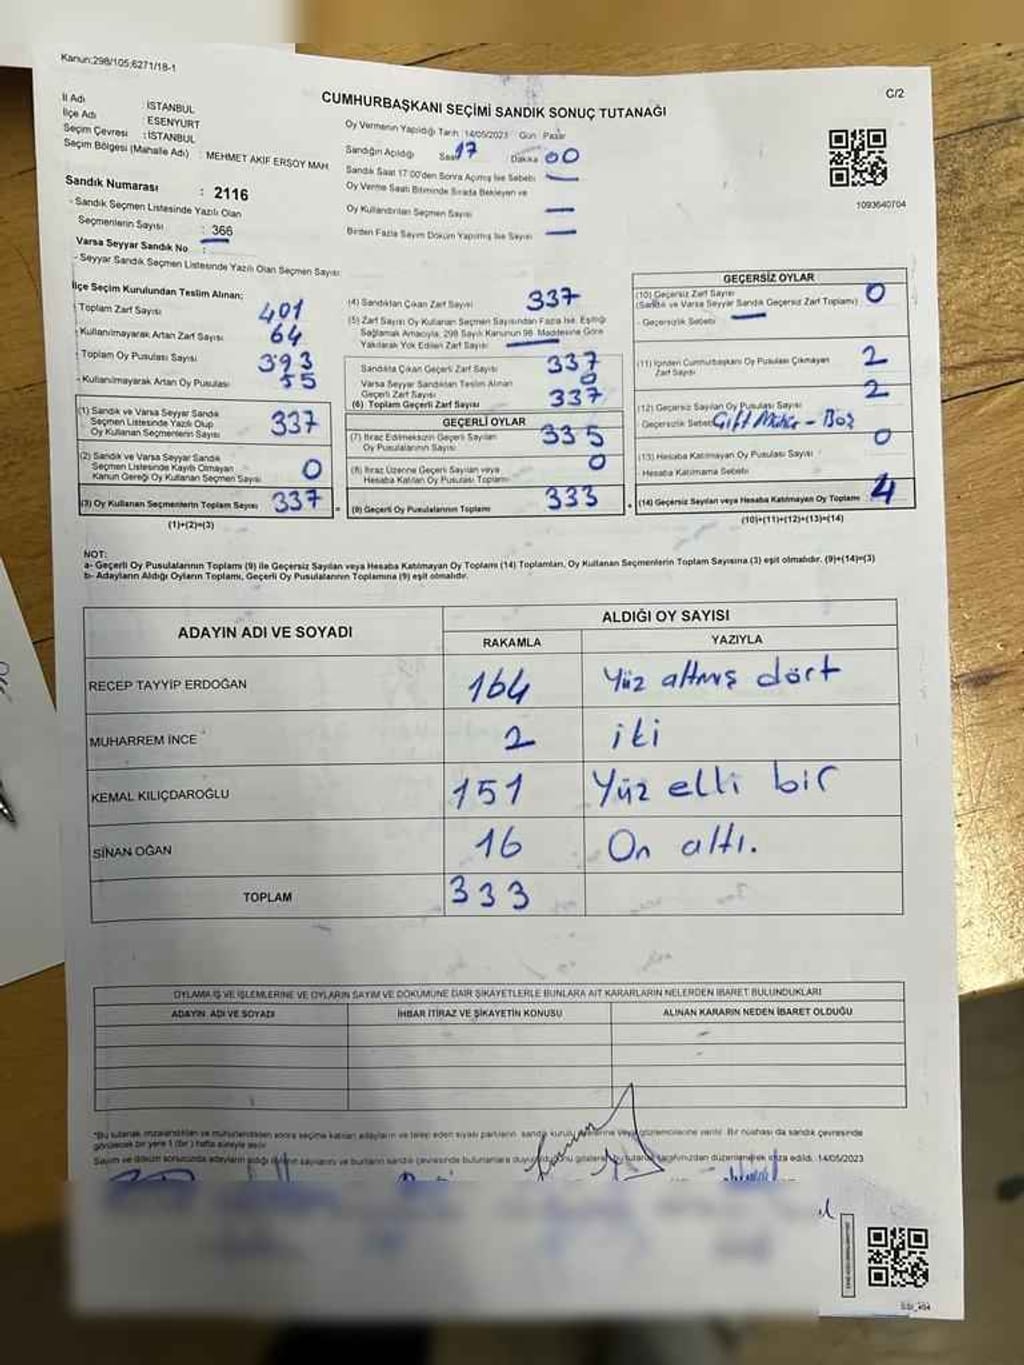 Kanun:298/105;6271/18-1
C/2
CUMHURBAŞKANI SEÇİMİ SANDIK SONUÇ TUTANAĞI
İl Adı : İSTANBUL
İlçe Adı : ESENYURT
Seçim Çevresi : İSTANBUL
Seçim Bölgesi (Mahalle Adı) : MEHMET AKİF ERSOY MAH
Sandık Numarası : 2116
- Sandık Seçmen Listesinde Yazılı Olan
Seçmenlerin Sayısı : 366
Varsa Seyyar Sandık No :
- Seyyar Sandık Seçmen Listesinde Yazılı Olan Seçmen Sayısı:
Oy Vermenin Yapıldığı Tarih: 14/05/2023 Gün: Pazar
Sandığın Açıldığı Saat 17 Dakika 00
Sandık Saat 17:00'den Sonra Açılmış İse Sebebi —
Oy Verme Saati Bitiminde Sırada Bekleyen ve
Oy Kullandırılan Seçmen Sayısı —
Birden Fazla Sayım Döküm Yapılmış İse Sayısı —
1093640704
İlçe Seçim Kurulundan Teslim Alınan;
- Toplam Zarf Sayısı 401
- Kullanılmayarak Artan Zarf Sayısı 64
- Toplam Oy Pusulası Sayısı 393
- Kullanılmayarak Artan Oy Pusulası 55
(1) Sandık ve Varsa Seyyar Sandık
Seçmen Listesinde Yazılı Olup
Oy Kullanan Seçmenlerin Sayısı 337
(2) Sandık ve Varsa Seyyar Sandık
Seçmen Listesinde Kayıtlı Olmayan
Kanun Gereği Oy Kullanan Seçmen Sayısı 0
(3) Oy Kullanan Seçmenlerin Toplam Sayısı 337
(1)+(2)=(3)
(4) Sandıktan Çıkan Zarf Sayısı 337
(5) Zarf Sayısı Oy Kullanan Seçmen Sayısından Fazla İse, Eşitliği
Sağlamak Amacıyla, 298 Sayılı Kanunun 98. Maddesine Göre
Yakılarak Yok Edilen Zarf Sayısı —
Sandıkta Çıkan Geçerli Zarf Sayısı 337
Varsa Seyyar Sandıktan Teslim Alınan
Geçerli Zarf Sayısı 0
(6) Toplam Geçerli Zarf Sayısı 337
GEÇERLİ OYLAR
(7) İtiraz Edilmeksizin Geçerli Sayılan
Oy Pusulalarının Sayısı 335
(8) İtiraz Üzerine Geçerli Sayılan veya
Hesaba Katılan Oy Pusulası Toplamı 0
(9) Geçerli Oy Pusulalarının Toplamı 333
GEÇERSİZ OYLAR
(10) Geçersiz Zarf Sayısı
(Sandık ve Varsa Seyyar Sandık Geçersiz Zarf Toplamı) 0
- Geçersizlik Sebebi : —
(11) İçinden Cumhurbaşkanı Oy Pusulası Çıkmayan
Zarf Sayısı 2
(12) Geçersiz Sayılan Oy Pusulası Sayısı 2
- Geçersizlik Sebebi Çift Mühür - Boş
(13) Hesaba Katılmayan Oy Pusulası Sayısı 0
- Hesaba Katılmama Sebebi
(14) Geçersiz Sayılan veya Hesaba Katılmayan Oy Toplamı 4
(10)+(11)+(12)+(13)=(14)
NOT:
a- Geçerli Oy Pusulalarının Toplamı (9) ile Geçersiz Sayılan veya Hesaba Katılmayan Oy Toplamı (14) Toplamları, Oy Kullanan Seçmenlerin Toplam Sayısına (3) eşit olmalıdır. (9)+(14)=(3)
b- Adayların Aldığı Oyların Toplamı, Geçerli Oy Pusulalarının Toplamına (9) eşit olmalıdır.
ADAYIN ADI VE SOYADI
ALDIĞI OY SAYISI
RAKAMLA YAZIYLA
RECEP TAYYİP ERDOĞAN 164 Yüz altmış dört
MUHARREM İNCE 2 iki
KEMAL KILIÇDAROĞLU 151 Yüz elli bir
SİNAN OĞAN 16 On altı.
TOPLAM 333
OYLAMA İŞ VE İŞLEMLERİNE VE OYLARIN SAYIM VE DÖKÜMÜNE DAİR ŞİKAYETLERLE BUNLARA AİT KARARLARIN NELERDEN İBARET BULUNDUKLARI
ADAYIN ADI VE SOYADI İHBAR İTİRAZ VE ŞİKAYETİN KONUSU ALINAN KARARIN NEDEN İBARET OLDUĞU
*Bu tutanak imzalandıktan ve mühürlendikten sonra seçime katılan adayların ve talep eden siyasi partilerin sandık kurulu üyelerine veya gözlemcilerine verilir. Bir nüshası da sandık çevresinde
görülecek bir yere 1 (bir) hafta süreyle asılır.
Sayım ve döküm sonucunda adayların aldığı oyların sayılarını ve bunların sandık çevresinde bulunanlara duyurulduğunu gösteren bu tutanak tarafımızdan düzenlenerek imza edildi. 14/05/2023